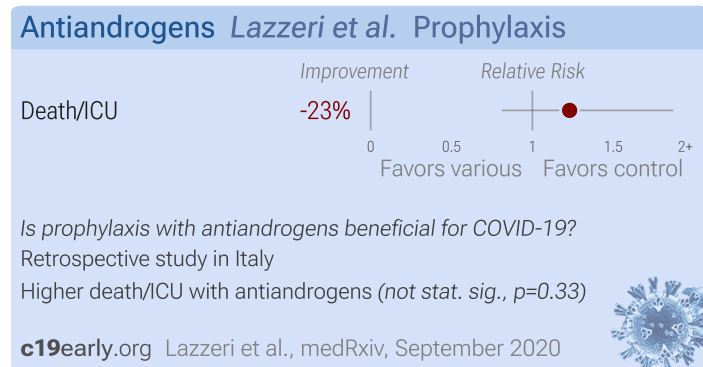 Antiandrogens Lazzeri et al. Prophylaxis
Improvement Relative Risk
Death/ICU -23%
0 0.5 1 1.5 2+
Favors various Favors control
Is prophylaxis with antiandrogens beneficial for COVID-19?
Retrospective study in Italy
Higher death/ICU with antiandrogens (not stat. sig., p=0.33)
c19early.org Lazzeri et al., medRxiv, September 2020